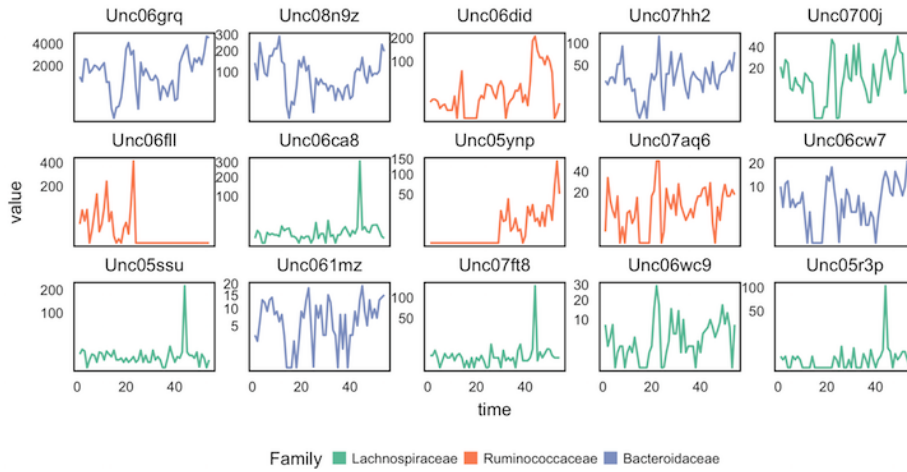 Unc06grq Unc08n9z Unc06did Unc07hh2 Unc0700j
4000 300 200 100 40
2000 200 100 50 20
100
Unc06fll Unc06ca8 Unc05ynp Unc07aq6 Unc06cw7
400 300 150 40 20
200 200 100 20 10
100 50
value
Unc05ssu Unc061mz Unc07ft8 Unc06wc9 Unc05r3p
200 20 100 30 100
100 15 50 20 50
10 10
5
0 20 40 0 20 40 0 20 40 0 20 40 0 20 40
time
Family Lachnospiraceae Ruminococcaceae Bacteroidaceae